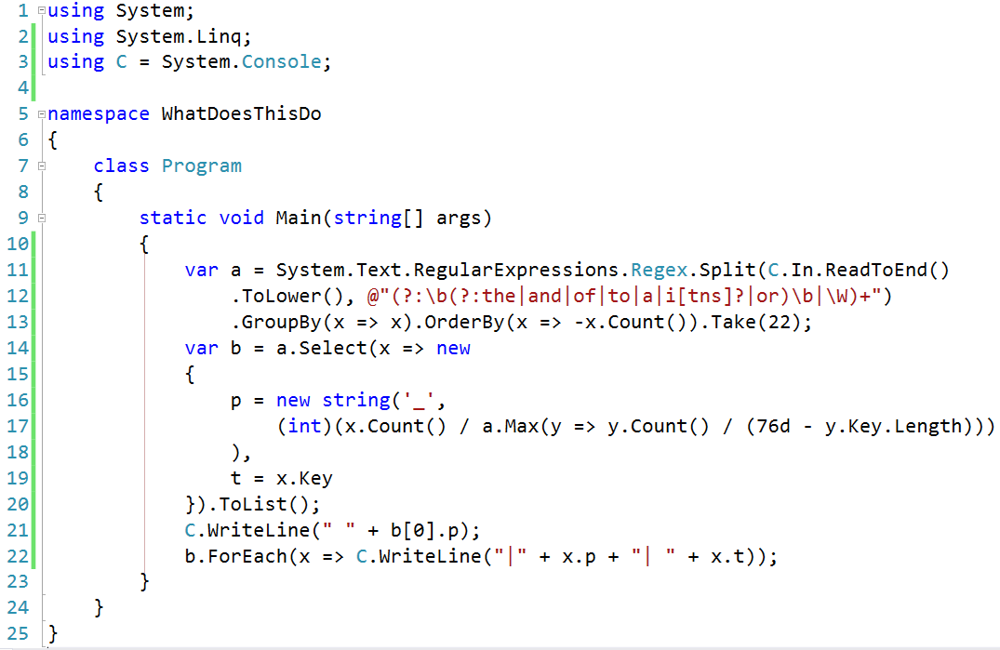 1 using System;
2 using System.Linq;
3 using C = System.Console;
4
5 namespace WhatDoesThisDo
6 {
7 class Program
8 {
9 static void Main(string[] args)
10 {
11 var a = System.Text.RegularExpressions.Regex.Split(C.In.ReadToEnd()
12 .ToLower(), @"(?:\b(?:the|and|of|to|a|i[tns]?|or)\b|\W)+")
13 .GroupBy(x => x).OrderBy(x => -x.Count()).Take(22);
14 var b = a.Select(x => new
15 {
16 p = new string('_',
17 (int)(x.Count() / a.Max(y => y.Count() / (76d - y.Key.Length)))
18 ),
19 t = x.Key
20 }).ToList();
21 C.WriteLine(" " + b[0].p);
22 b.ForEach(x => C.WriteLine("|" + x.p + "| " + x.t));
23 }
24 }
25 }